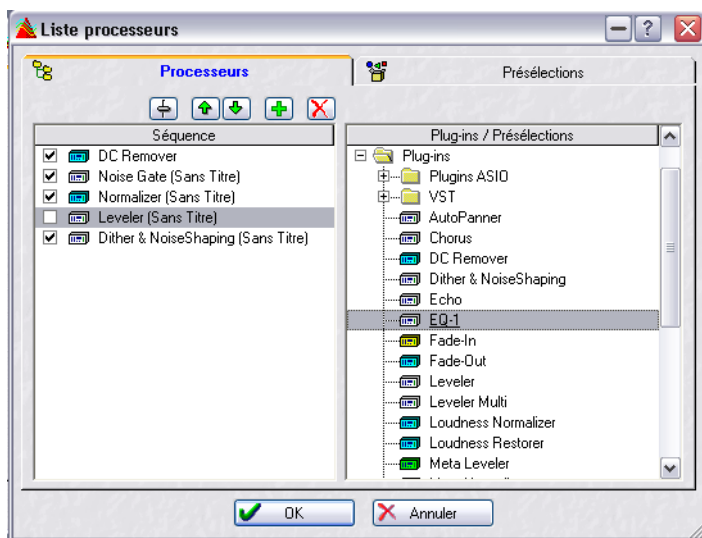 Liste processeurs
?
Processeurs
Présélections
Séquence
DC Remover
Noise Gate (Sans Titre)
Normalizer (Sans Titre)
Leveler (Sans Titre)
Dither & NoiseShaping (Sans Titre)
Plug-ins / Présélections
Plug-ins
Plugins ASIO
VST
AutoPanner
Chorus
DC Remover
Dither & NoiseShaping
Echo
EQ-1
Fade-In
Fade-Out
Leveler
Leveler Multi
Loudness Normalizer
Loudness Restorer
Meta Leveler
OK
Annuler